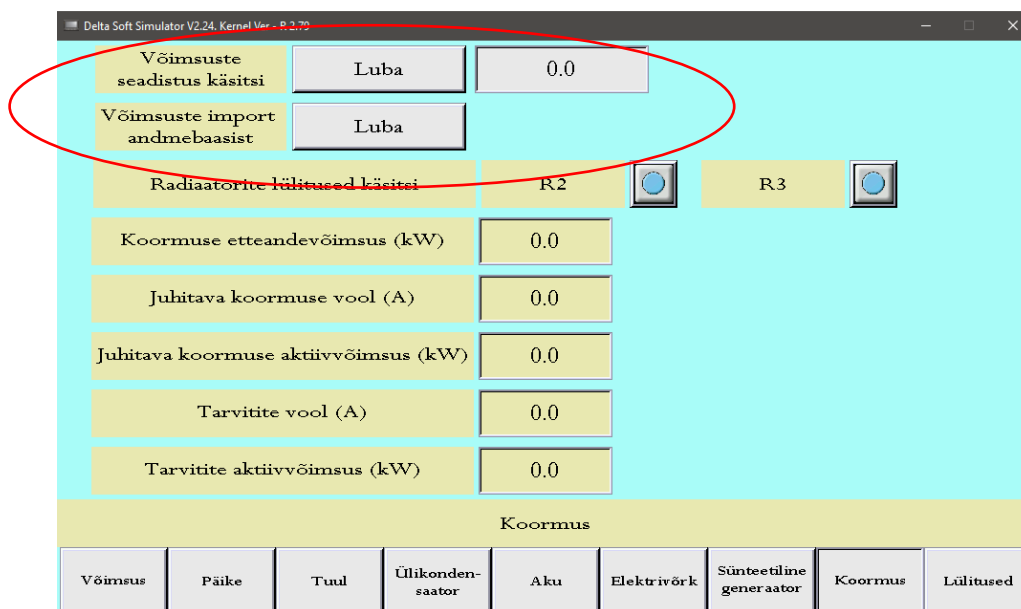 Delta Soft Simulator V2.24. Kernel Ver - R 2.79
Võimsuste
seadistus käsitsi
Luba
0.0
Võimsuste import
andmebaasist
Luba
Radiaatorite lülitused käsitsi
R2
R3
Koormuse etteandevõimsus (kW)
0.0
Juhitava koormuse vool (A)
0.0
Juhitava koormuse aktiivvõimsus (kW)
0.0
Tarvitite vool (A)
0.0
Tarvitite aktiivvõimsus (kW)
0.0
Koormus
Võimsus
Päike
Tuul
Ülikonden-
saator
Aku
Elektrivõrk
Sünteetiline
generaator
Koormus
Lülitused